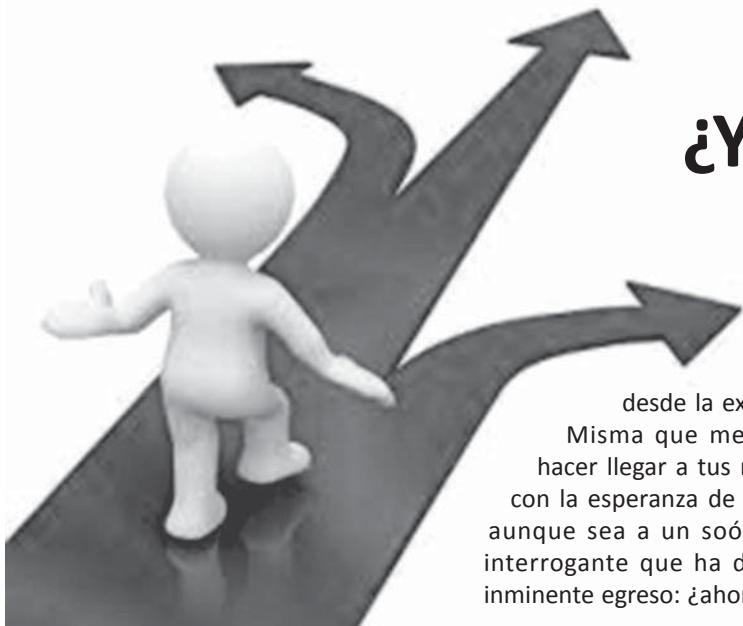 ¿Y
desde la ex
Misma que me
hacer llegar a tus
con la esperanza de
aunque sea a un soó
interrogante que ha d
inminente egreso: ¿ahor